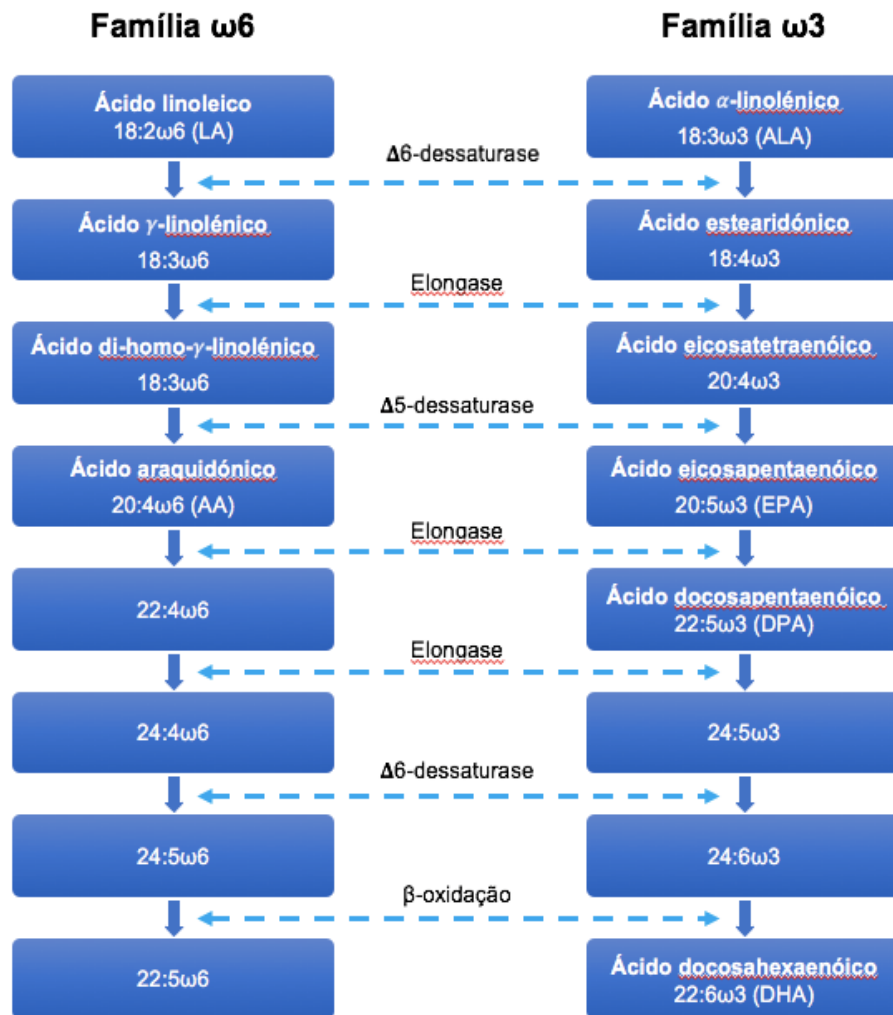 Família ω6
Família ω3
Ácido linoleico
18:2ω6 (LA)
Ácido α-linolénico
18:3ω3 (ALA)
Δ6-dessaturase
Ácido γ-linolénico
18:3ω6
Ácido estearidónico
18:4ω3
Elongase
Ácido di-homo-γ-linolénico
18:3ω6
Ácido eicosatetraenóico
20:4ω3
Δ5-dessaturase
Ácido araquidónico
20:4ω6 (AA)
Ácido eicosapentaenóico
20:5ω3 (EPA)
Elongase
22:4ω6
Ácido docosapentaenóico
22:5ω3 (DPA)
Elongase
24:4ω6
24:5ω3
Δ6-dessaturase
24:5ω6
24:6ω3
β-oxidação
22:5ω6
Ácido docosahexaenóico
22:6ω3 (DHA)